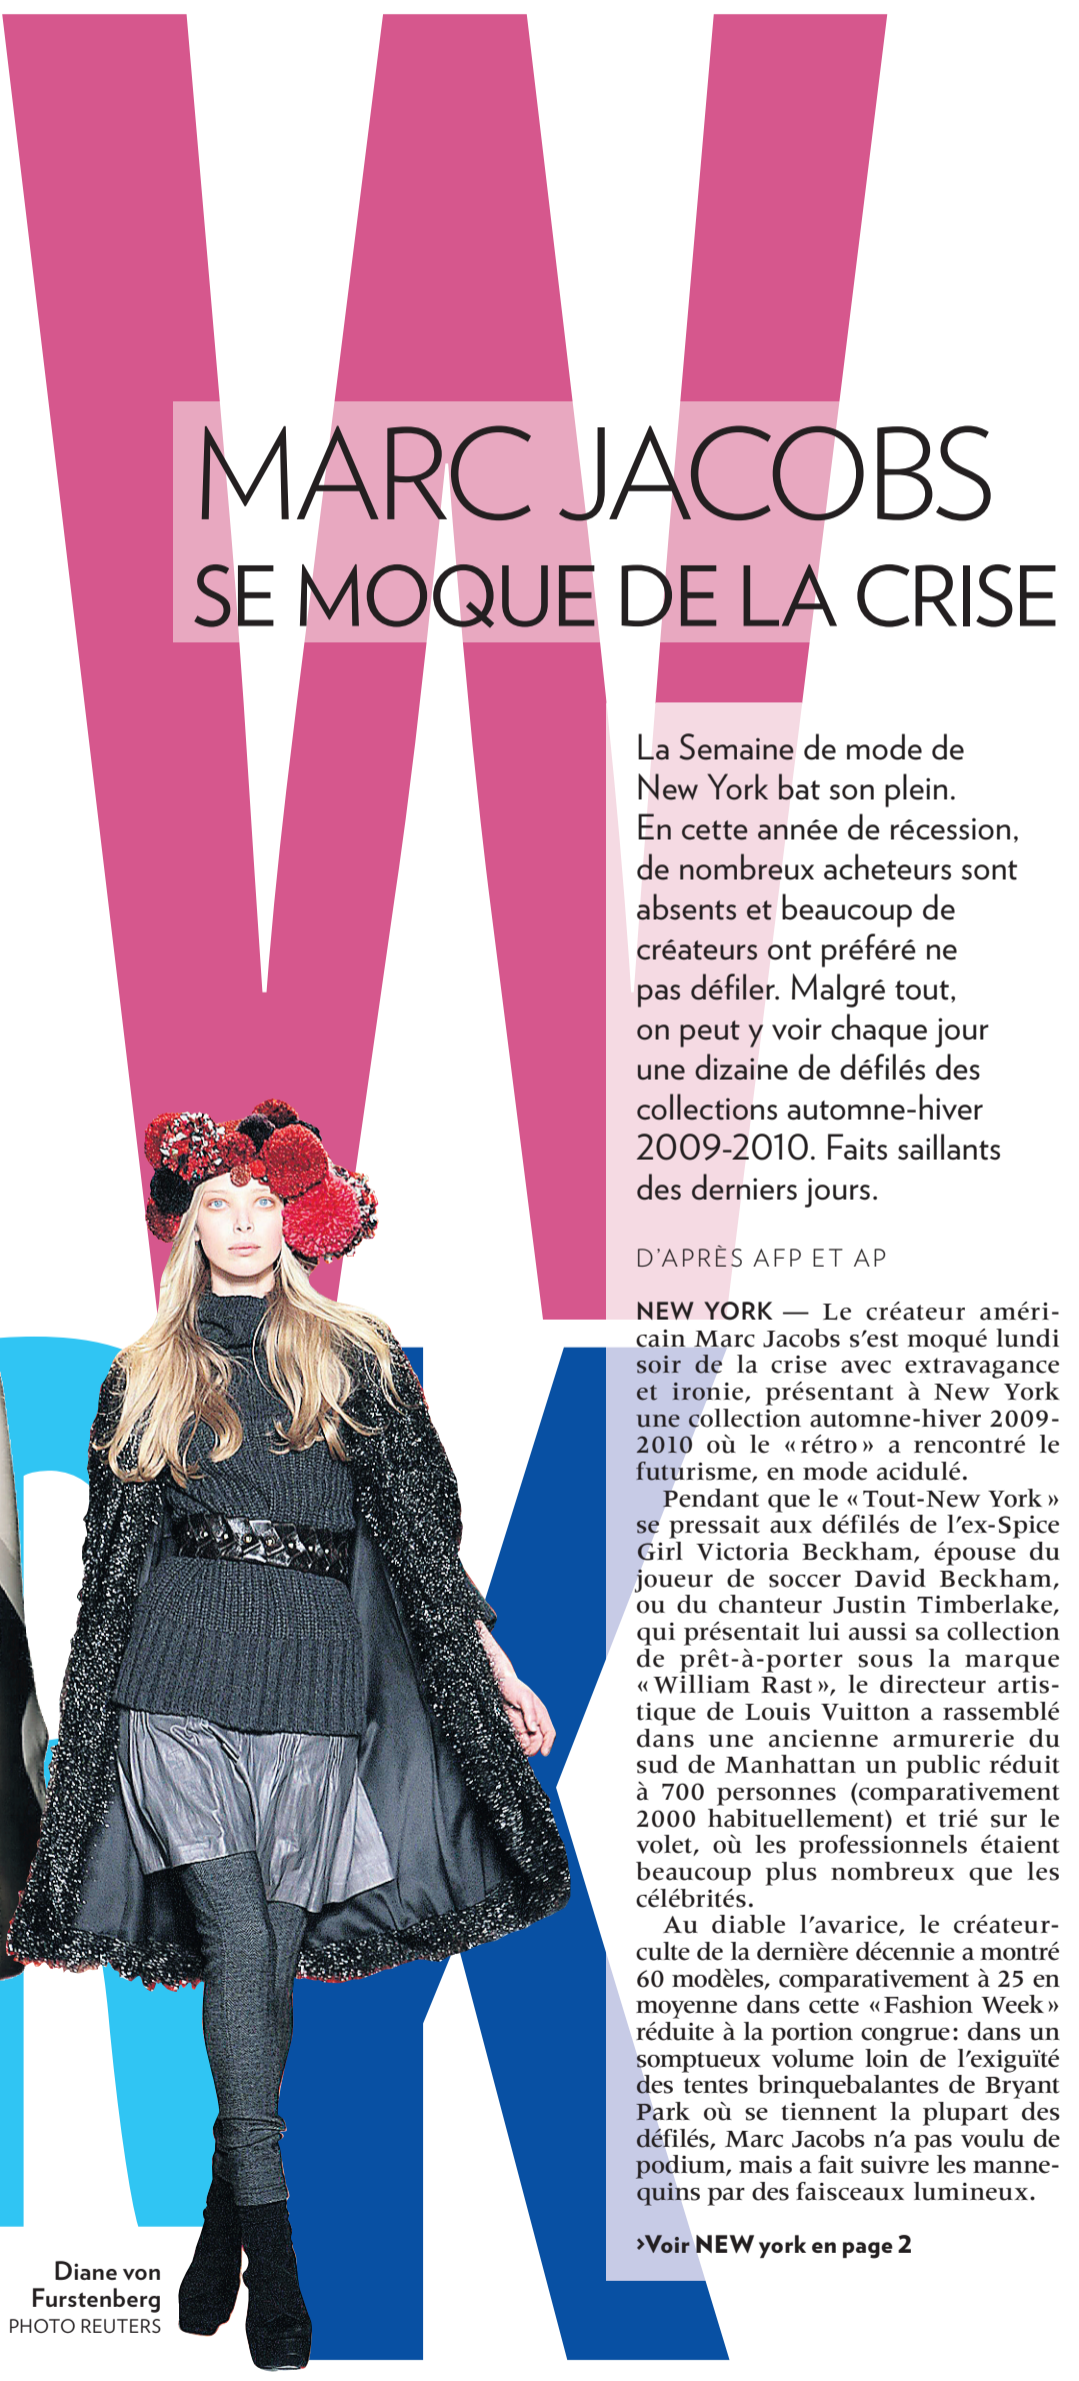 W
MARC JACOBS
SE MOQUE DE LA CRISE
La Semaine de mode de
New York bat son plein.
En cette année de récession,
de nombreux acheteurs sont
absents et beaucoup de
créateurs ont préféré ne
pas défiler. Malgré tout,
on peut y voir chaque jour
une dizaine de défilés des
collections automne-hiver
2009-2010. Faits saillants
des derniers jours.
D'APRÈS AFP ET AP
NEW YORK — Le créateur améri-
cain Marc Jacobs s'est moqué lundi
soir de la crise avec extravagance
et ironie, présentant à New York
une collection automne-hiver 2009-
2010 où le «rétro» a rencontré le
futurisme, en mode acidulé.
Pendant que le «Tout-New York»
se pressait aux défilés de l'ex-Spice
Girl Victoria Beckham, épouse du
joueur de soccer David Beckham,
ou du chanteur Justin Timberlake,
qui présentait lui aussi sa collection
de prêt-à-porter sous la marque
«William Rast», le directeur artis-
tique de Louis Vuitton a rassemblé
dans une ancienne armurerie du
sud de Manhattan un public réduit
à 700 personnes (comparativement
2000 habituellement) et trié sur le
volet, où les professionnels étaient
beaucoup plus nombreux que les
célébrités.
Au diable l'avarice, le créateur-
culte de la dernière décennie a montré
60 modèles, comparativement à 25 en
moyenne dans cette «Fashion Week»
réduite à la portion congrue: dans un
somptueux volume loin de l'exiguïté
des tentes brinquebalantes de Bryant
Park où se tiennent la plupart des
défilés, Marc Jacobs n'a pas voulu de
podium, mais a fait suivre les manne-
quins par des faisceaux lumineux.
›Voir NEW york en page 2
RK
Diane von
Furstenberg
PHOTO REUTERS